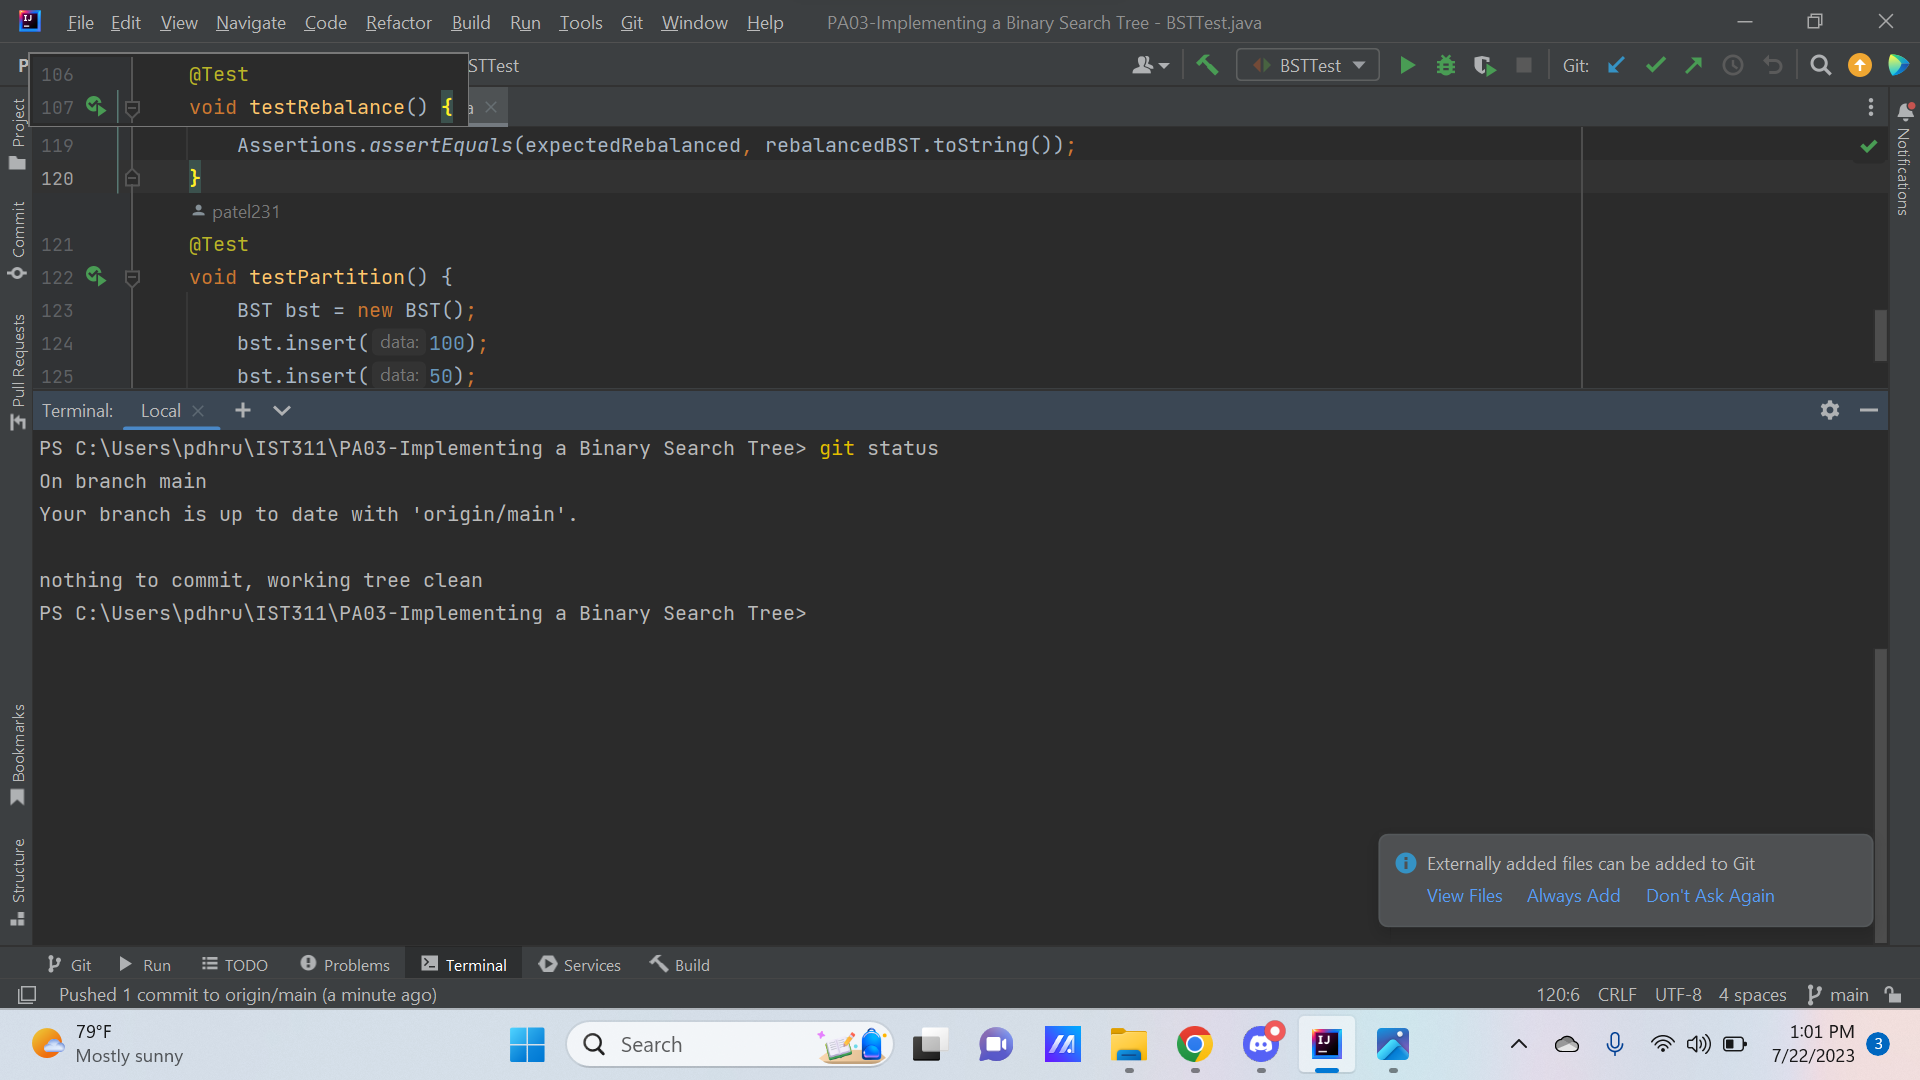 File Edit View Navigate Code Refactor Build Run Tools Git Window Help PA03-Implementing a Binary Search Tree - BSTTest.java
P STTest BSTTest Git:
106 @Test
107 void testRebalance() { a
119 Assertions.assertEquals(expectedRebalanced, rebalancedBST.toString());
120 }
patel231
121 @Test
122 void testPartition() {
123 BST bst = new BST();
124 bst.insert( data: 100);
125 bst.insert( data: 50);
Project
Commit
Pull Requests
Bookmarks
Structure
Notifications
Terminal: Local
PS C:\Users\pdhru\IST311\PA03-Implementing a Binary Search Tree> git status
On branch main
Your branch is up to date with 'origin/main'.
nothing to commit, working tree clean
PS C:\Users\pdhru\IST311\PA03-Implementing a Binary Search Tree>
Externally added files can be added to Git
View Files Always Add Don't Ask Again
Git Run TODO Problems Terminal Services Build
Pushed 1 commit to origin/main (a minute ago) 120:6 CRLF UTF-8 4 spaces main
79°F
Mostly sunny
Search
1:01 PM
7/22/2023
3